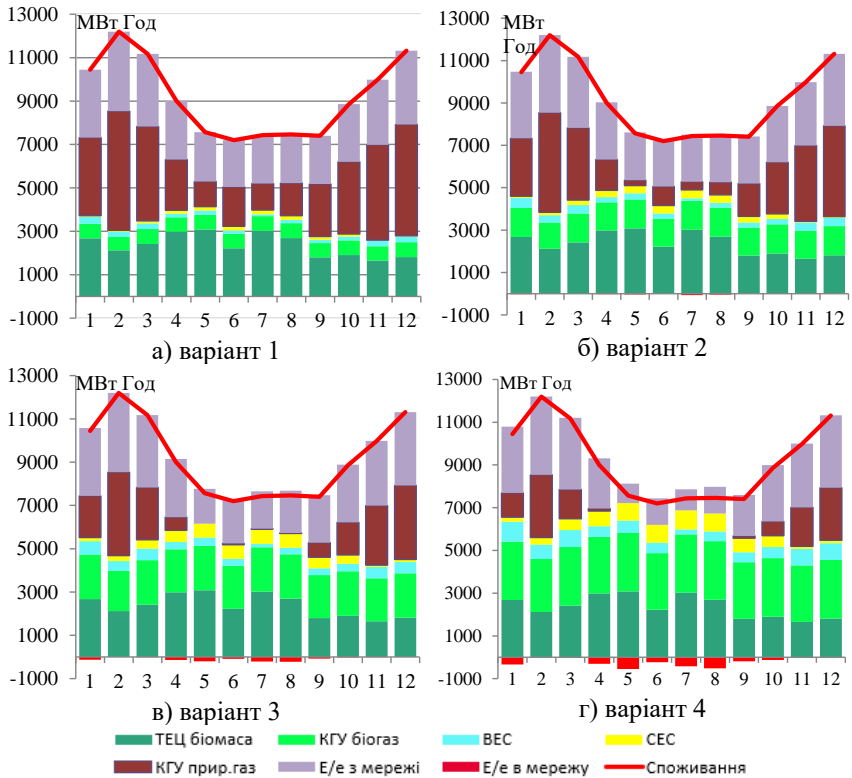 МВт Год
13000
11000
9000
7000
5000
3000
1000
-1000
1 2 3 4 5 6 7 8 9 10 11 12
а) варіант 1
МВт
Год
13000
11000
9000
7000
5000
3000
1000
-1000
1 2 3 4 5 6 7 8 9 10 11 12
б) варіант 2
МВт Год
13000
11000
9000
7000
5000
3000
1000
-1000
1 2 3 4 5 6 7 8 9 10 11 12
в) варіант 3
МВт Год
13000
11000
9000
7000
5000
3000
1000
-1000
1 2 3 4 5 6 7 8 9 10 11 12
г) варіант 4
ТЕЦ біомаса КГУ біогаз ВЕС СЕС
КГУ прир.газ Е/е з мережі Е/е в мережу Споживання